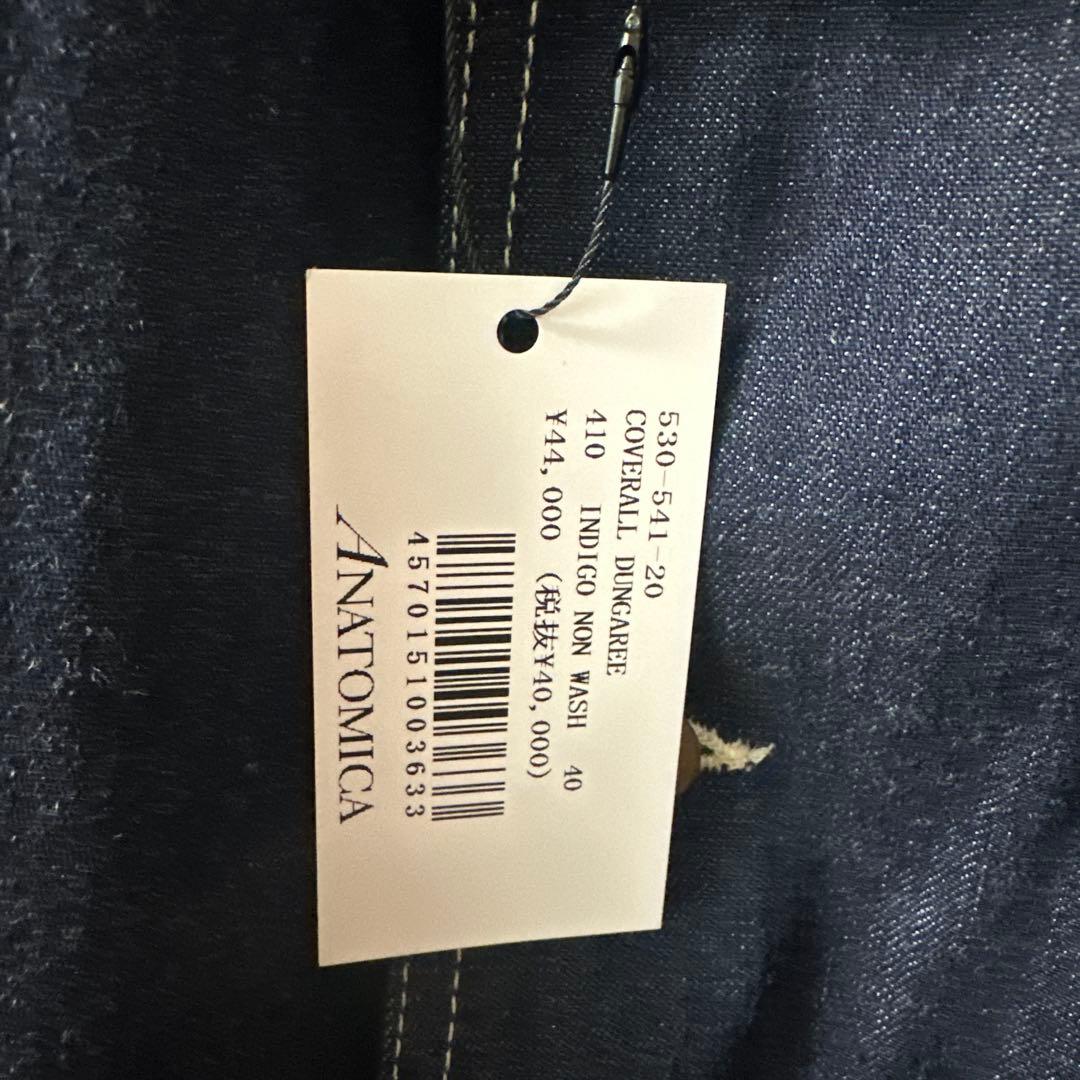 530-541-20
COVERALL DUNGAREE
410 INDIGO NON WASH 40
¥44,000 (税抜¥40,000)
4570151003633
ANATOMICA